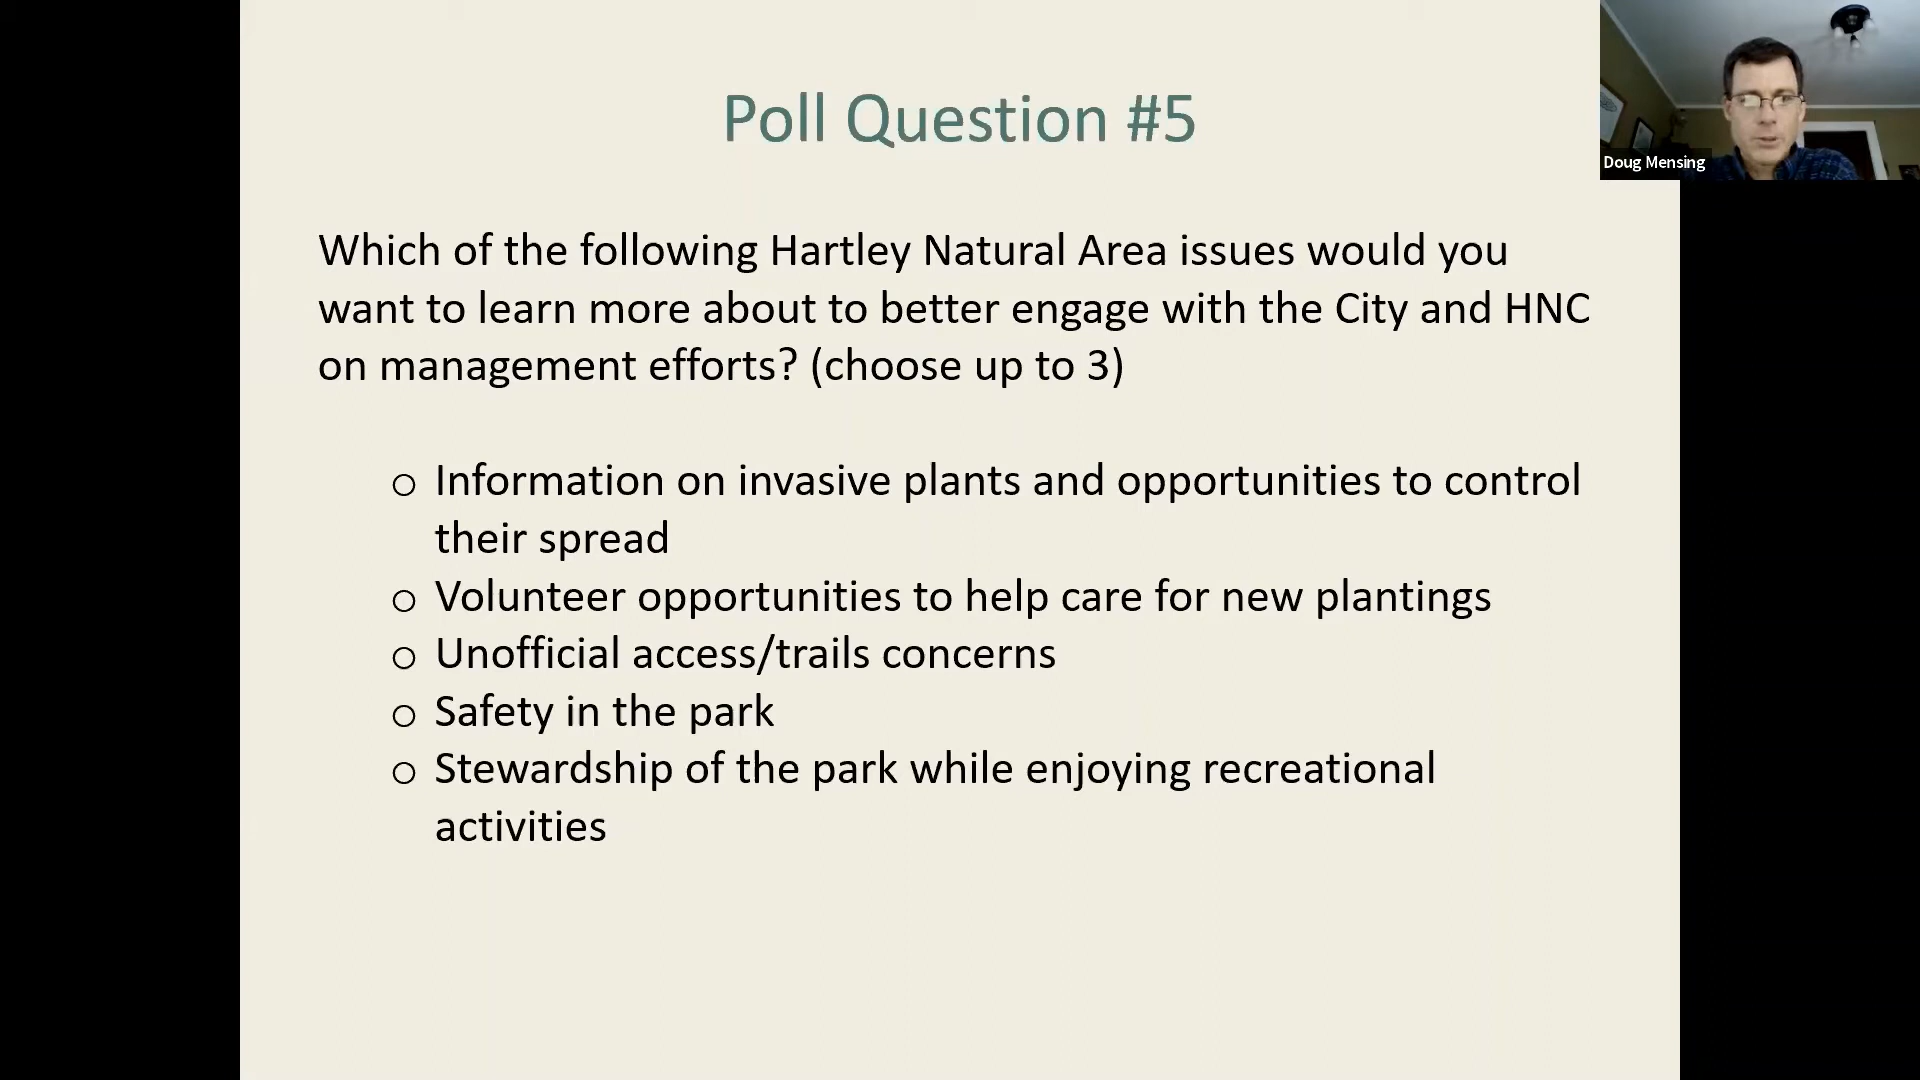 Poll Question #5
Doug Mensing
Which of the following Hartley Natural Area issues would you
want to learn more about to better engage with the City and HNC
on management efforts? (choose up to 3)
o Information on invasive plants and opportunities to control
their spread
o Volunteer opportunities to help care for new plantings
o Unofficial access/trails concerns
o Safety in the park
o Stewardship of the park while enjoying recreational
activities